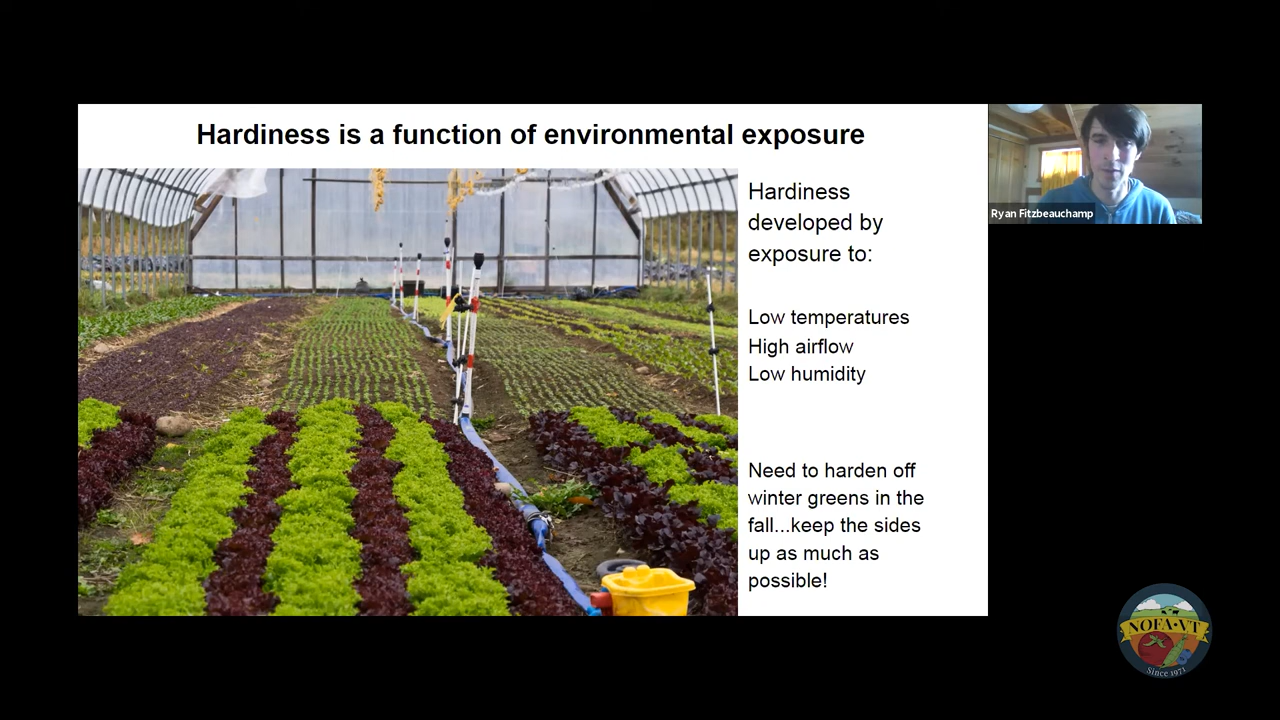 Hardiness is a function of environmental exposure
Hardiness
developed by
exposure to:
Low temperatures
High airflow
Low humidity
Need to harden off
winter greens in the
fall...keep the sides
up as much as
possible!
Ryan Fitzbeauchamp
NOFA•VT
Since 1971